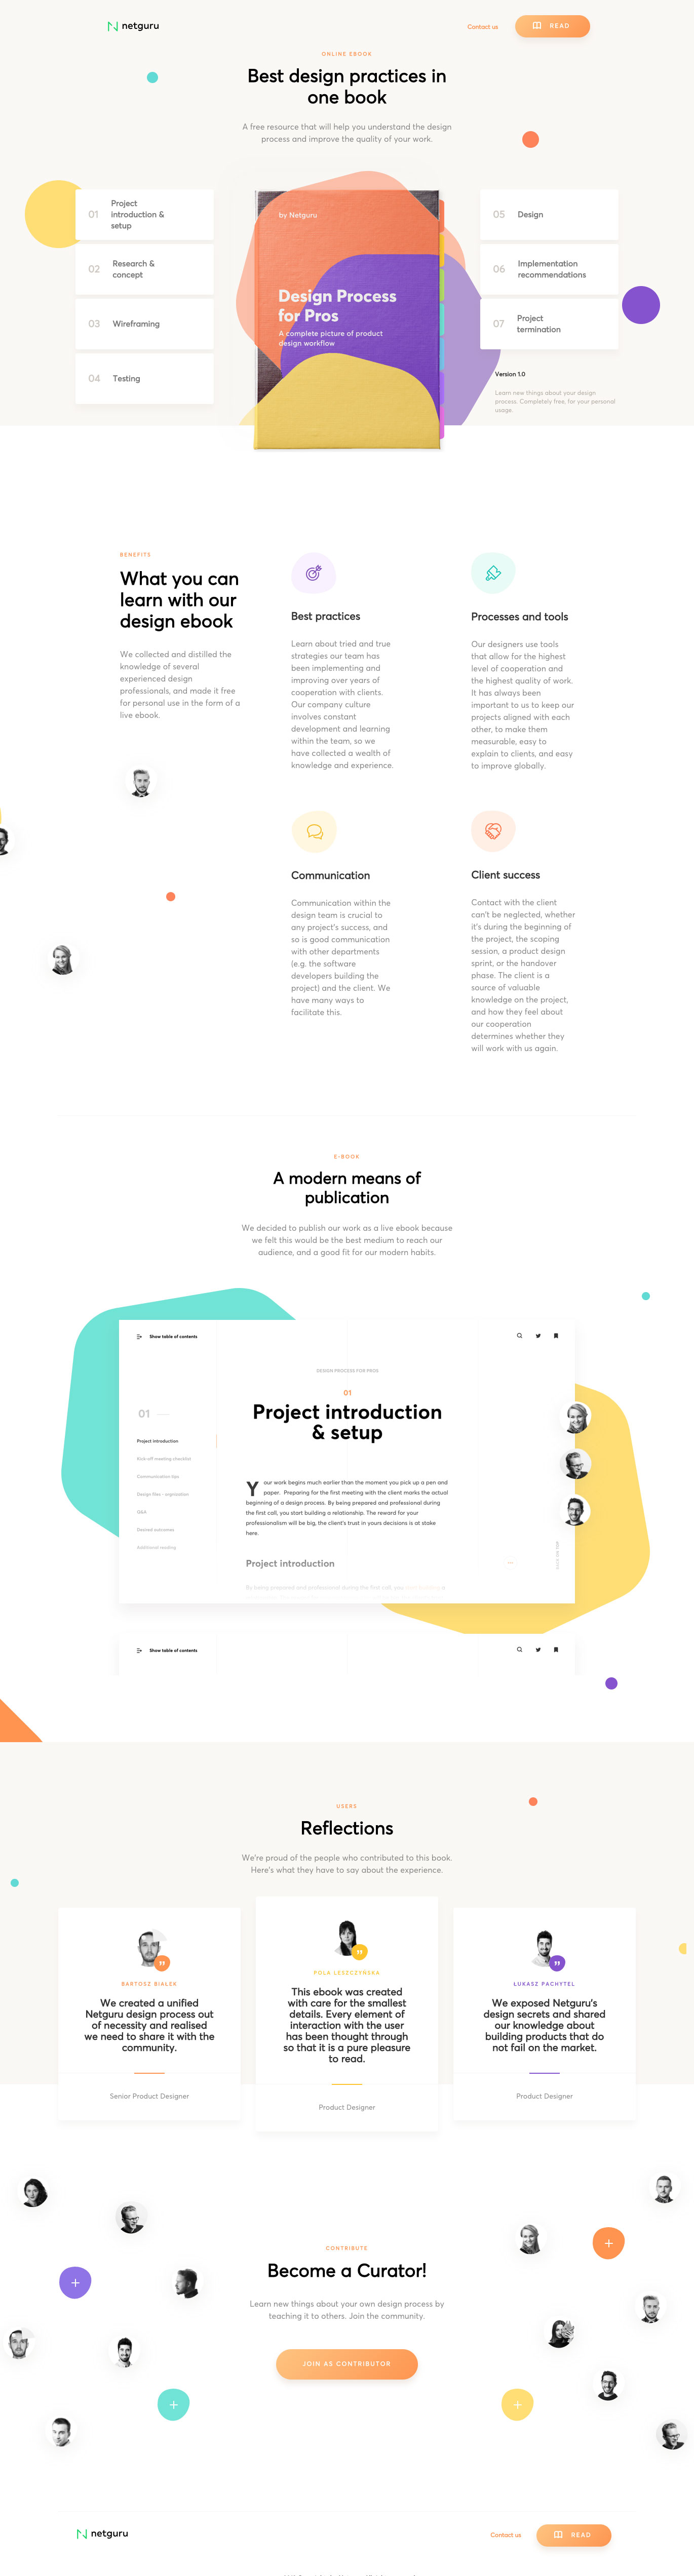 netguru
Contact us
READ
ONLINE EBOOK
Best design practices in
one book
A free resource that will help you understand the design
process and improve the quality of your work.
01
Project
introduction &
setup
02
Research &
concept
03
Wireframing
04
Testing
by Netguru
Design Process
for Pros
A complete picture of product
design workflow
05
Design
06
Implementation
recommendations
07
Project
termination
Version 1.0
Learn new things about your design
process. Completely free, for your personal
usage.
BENEFITS
What you can
learn with our
design ebook
We collected and distilled the
knowledge of several
experienced design
professionals, and made it free
for personal use in the form of a
live ebook.
Best practices
Learn about tried and true
strategies our team has
been implementing and
improving over years of
cooperation with clients.
Our company culture
involves constant
development and learning
within the team, so we
have collected a wealth of
knowledge and experience.
Processes and tools
Our designers use tools
that allow for the highest
level of cooperation and
the highest quality of work.
It has always been
important to us to keep our
projects aligned with each
other, to make them
measurable, easy to
explain to clients, and easy
to improve globally.
Communication
Communication within the
design team is crucial to
any project's success, and
so is good communication
with other departments
(e.g. the software
developers building the
project) and the client. We
have many ways to
facilitate this.
Client success
Contact with the client
can't be neglected, whether
it's during the beginning of
the project, the scoping
session, a product design
sprint, or the handover
phase. The client is a
source of valuable
knowledge on the project,
and how they feel about
our cooperation
determines whether they
will work with us again.
E-BOOK
A modern means of
publication
We decided to publish our work as a live ebook because
we felt this would be the best medium to reach our
audience, and a good fit for our modern habits.
Show table of contents
DESIGN PROCESS FOR PROS
01
Project introduction
& setup
01
Project introduction
Kick-off meeting checklist
Communication tips
Design files - orgnization
Q&A
Desired outcomes
Additional reading
Your work begins much earlier than the moment you pick up a pen and
paper. Preparing for the first meeting with the client marks the actual
beginning of a design process. By being prepared and professional during
the first call, you start building a relationship. The reward for your
professionalism will be big, the client's trust in yours decisions is at stake
here.
Project introduction
By being prepared and professional during the first call, you
Show table of contents
USERS
Reflections
We're proud of the people who contributed to this book.
Here's what they have to say about the experience.
BARTOSZ BIAŁEK
We created a unified
Netguru design process out
of necessity and realised
we need to share it with the
community.
Senior Product Designer
POLA LESZCZYŃSKA
This ebook was created
with care for the smallest
details. Every element of
interaction with the user
has been thought through
so that it is a pure pleasure
to read.
Product Designer
ŁUKASZ PACHYTEL
We exposed Netguru's
design secrets and shared
our knowledge about
building products that do
not fail on the market.
Product Designer
CONTRIBUTE
Become a Curator!
Learn new things about your own design process by
teaching it to others. Join the community.
JOIN AS CONTRIBUTOR
netguru
Contact us
READ